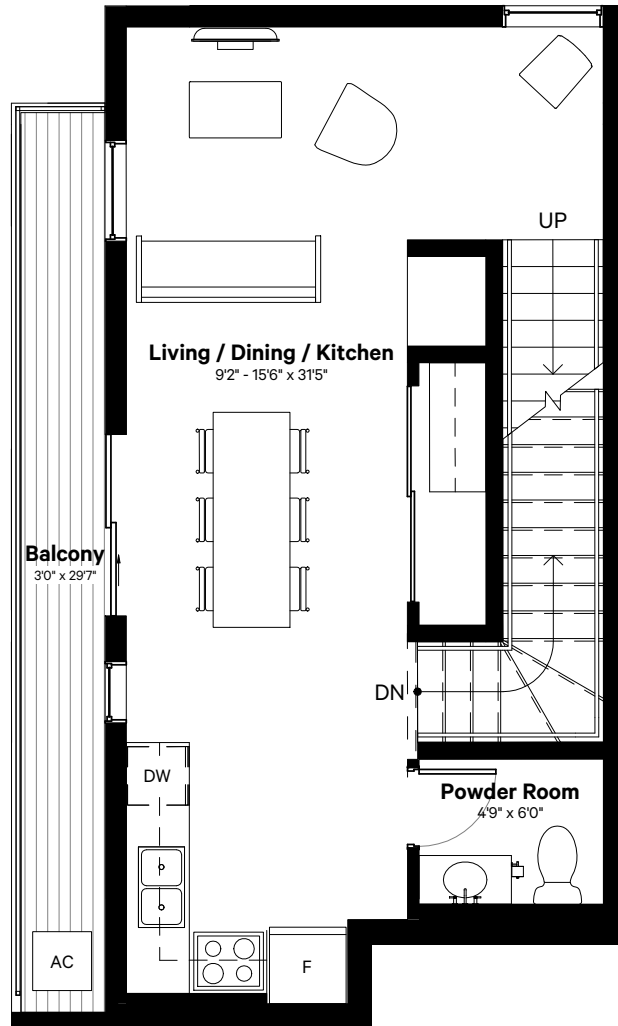 UP
Living / Dining / Kitchen
9'2" - 15'6" x 31'5"
Balcony
3'0" x 29'7"
DN
DW
Powder Room
4'9" x 6'0"
AC
F